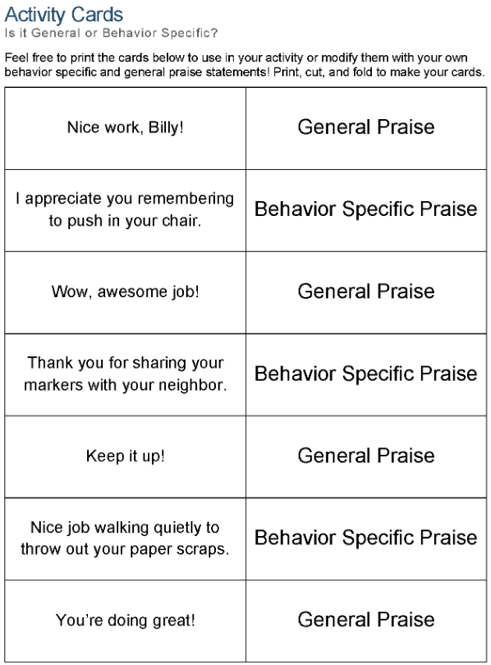 Activity Cards
Is it General or Behavior Specific?
Feel free to print the cards below to use in your activity or modify them with your own
behavior specific and general praise statements! Print, cut, and fold to make your cards.
Nice work, Billy!
General Praise
I appreciate you remembering
to push in your chair.
Behavior Specific Praise
Wow, awesome job!
General Praise
Thank you for sharing your
markers with your neighbor.
Behavior Specific Praise
Keep it up!
General Praise
Nice job walking quietly to
throw out your paper scraps.
Behavior Specific Praise
You’re doing great!
General Praise